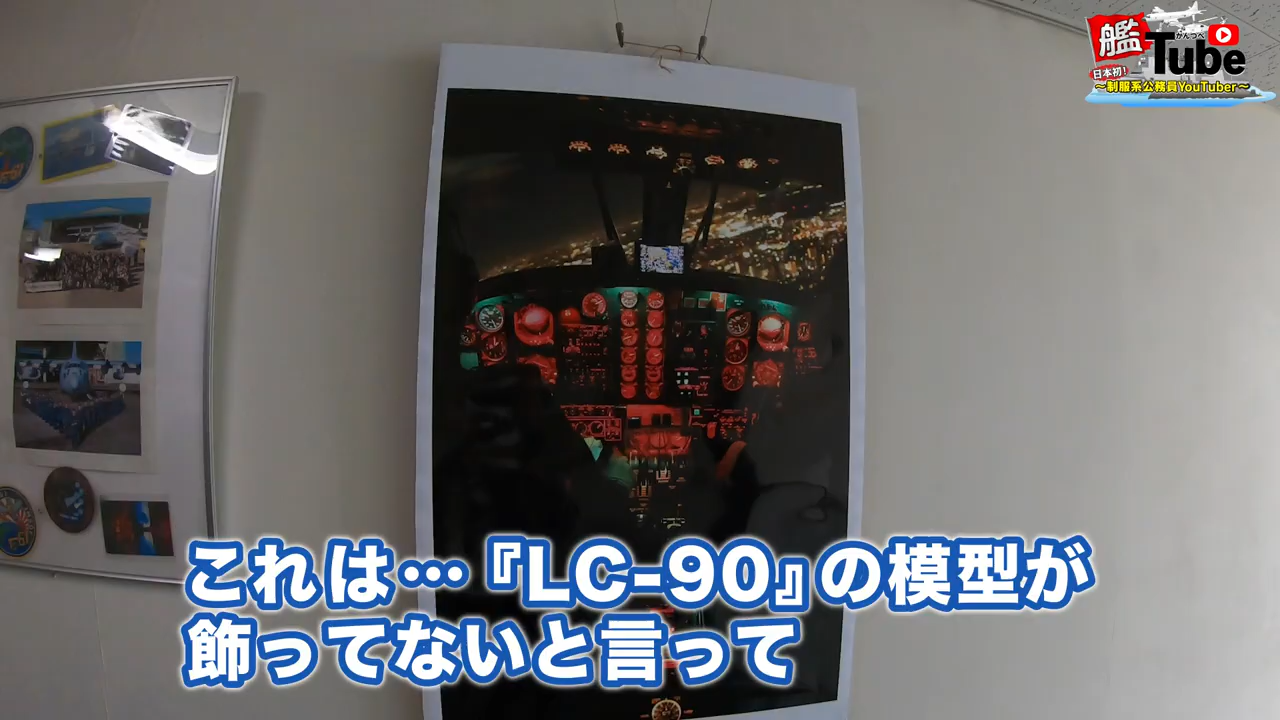 艦
かんつべ
Tube
日本初!
～制服系公務員YouTuber～
これは…『LC-90』の模型が
飾ってないと言って